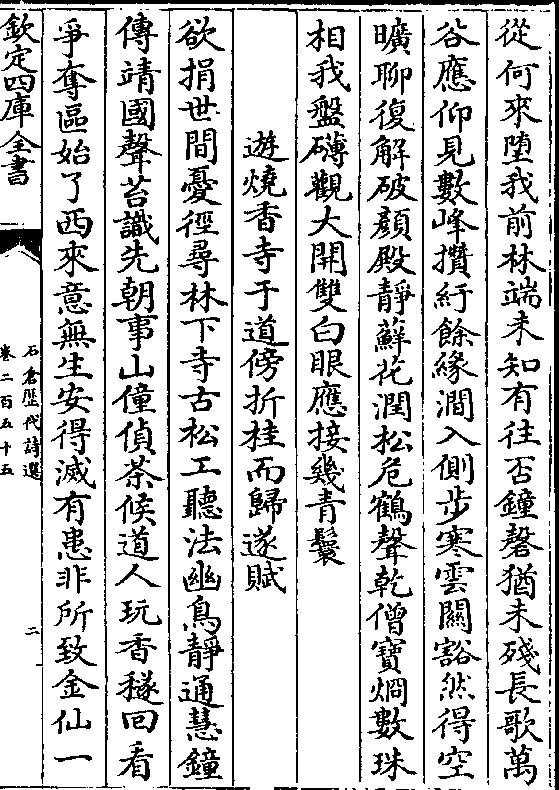 從何來堕我前林端未知有往否鐘磬猶未殘長歌萬
谷應仰見數峰攢紆餘緣澗入側步寒雲關豁然得空
曠聊復解破顔殿靜蘚花潤松危鶴聲乾僧寶烱數珠
相我盤礴觀大開雙白眼應接幾青鬟
遊燒香寺于道傍折桂而歸遂賦
欲捐世間憂徑尋林下寺古松工聽法幽鳥靜通慧鐘
傳靖國聲苔識先朝事山僮偵茶候道人玩香穟回看
爭奪區始了西來意無生安得滅有患非所致金仙一
欽定四庫全書
石倉歷代詩選
卷二百五十五
二